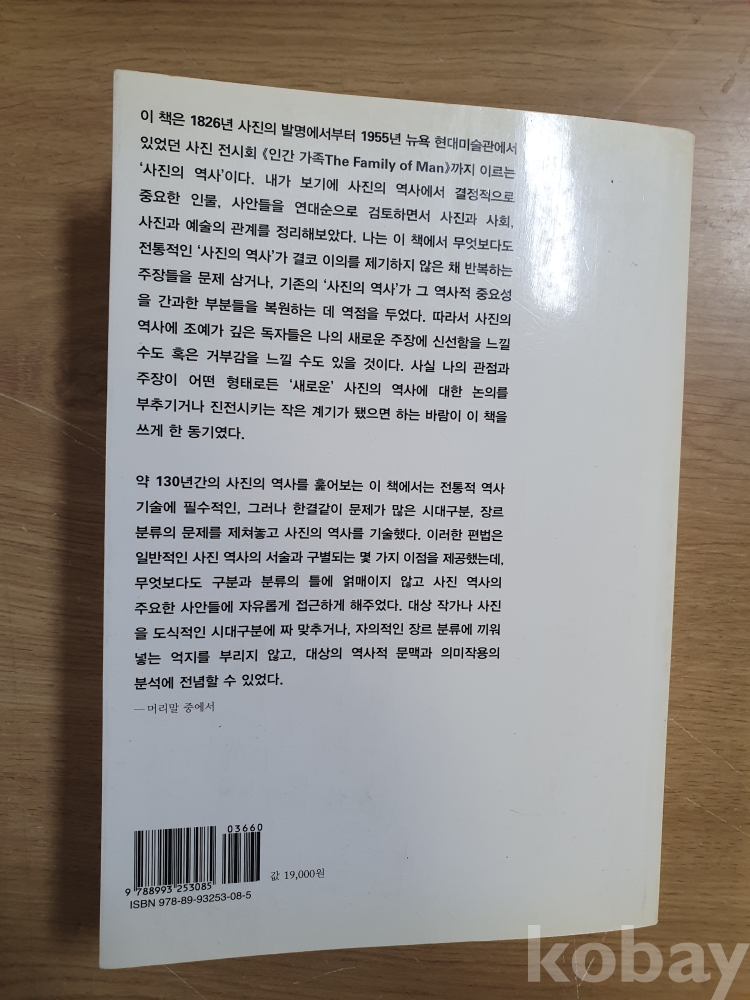 이 책은 1826년 사진의 발명에서부터 1955년 뉴욕 현대미술관에서
있었던 사진 전시회 《인간 가족The Family of Man》까지 이르는
‘사진의 역사’이다. 내가 보기에 사진의 역사에서 결정적으로
중요한 인물, 사안들을 연대순으로 검토하면서 사진과 사회,
사진과 예술의 관계를 정리해보았다. 나는 이 책에서 무엇보다도
전통적인 ‘사진의 역사’가 결코 이의를 제기하지 않은 채 반복하는
주장들을 문제 삼거나, 기존의 ‘사진의 역사’가 그 역사적 중요성
을 간과한 부분들을 복원하는 데 역점을 두었다. 따라서 사진의
역사에 조예가 깊은 독자들은 나의 새로운 주장에 신선함을 느낄
수도 혹은 거부감을 느낄 수도 있을 것이다. 사실 나의 관점과
주장이 어떤 형태로든 ‘새로운’ 사진의 역사에 대한 논의를
부추기거나 진전시키는 작은 계기가 됐으면 하는 바람이 이 책을
쓰게 한 동기였다.
약 130년간의 사진의 역사를 훑어보는 이 책에서는 전통적 역사
기술에 필수적인, 그러나 한결같이 문제가 많은 시대구분, 장르
분류의 문제를 제쳐놓고 사진의 역사를 기술했다. 이러한 편법은
일반적인 사진 역사의 서술과 구별되는 몇 가지 이점을 제공했는데,
무엇보다도 구분과 분류의 틀에 얽매이지 않고 사진 역사의
주요한 사안들에 자유롭게 접근하게 해주었다. 대상 작가나 사진
을 도식적인 시대구분에 짜 맞추거나, 자의적인 장르 분류에 끼워
넣는 억지를 부리지 않고, 대상의 역사적 문맥과 의미작용의
분석에 전념할 수 있었다.
—머리말 중에서
03660
9 788993 253085
값 19,000원
ISBN 978-89-93253-08-5
kobay